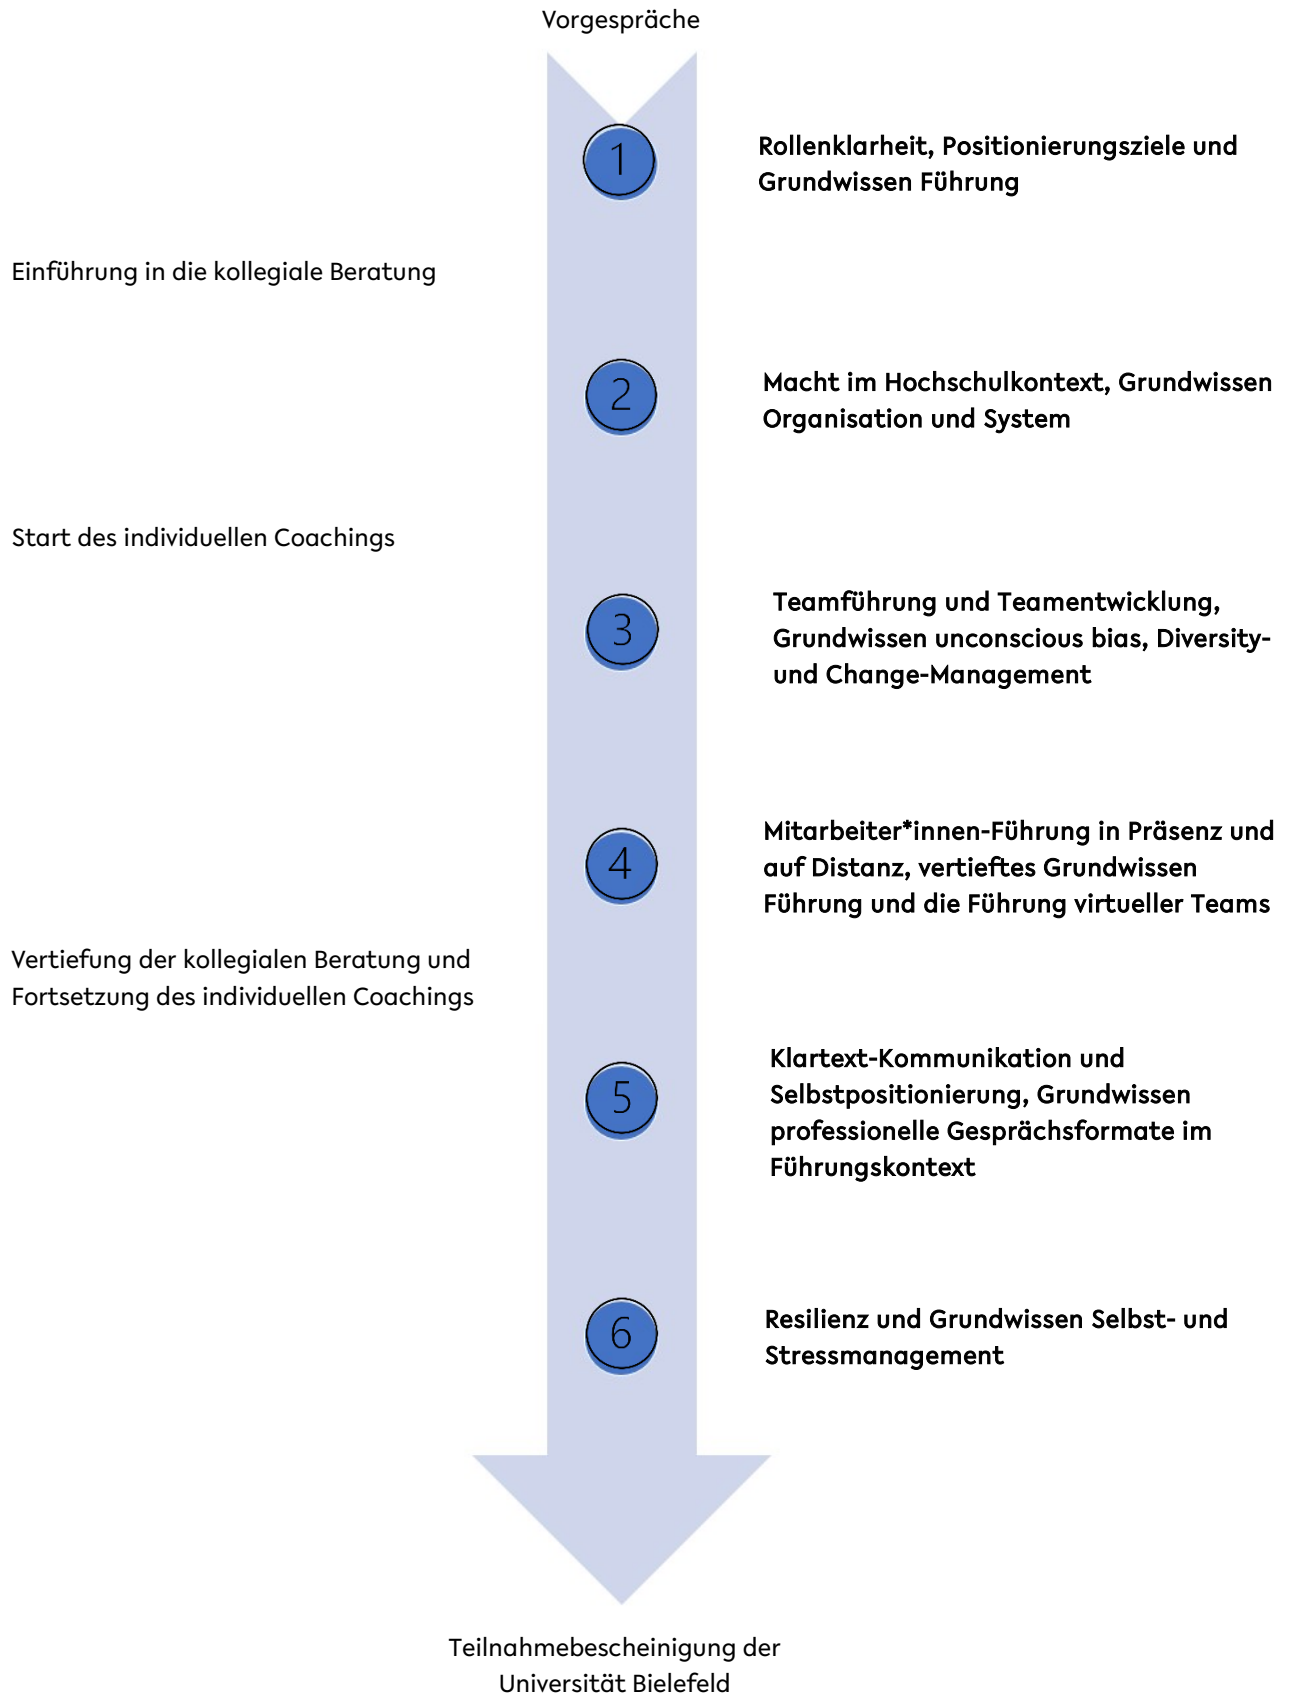 Vorgespräche
1
Rollenklarheit, Positionierungsziele und
Grundwissen Führung
Einführung in die kollegiale Beratung
2
Macht im Hochschulkontext, Grundwissen
Organisation und System
Start des individuellen Coachings
3
Teamführung und Teamentwicklung,
Grundwissen unconscious bias, Diversity-
und Change-Management
4
Mitarbeiter*innen-Führung in Präsenz und
auf Distanz, vertieftes Grundwissen
Führung und die Führung virtueller Teams
Vertiefung der kollegialen Beratung und
Fortsetzung des individuellen Coachings
5
Klartext-Kommunikation und
Selbstpositionierung, Grundwissen
professionelle Gesprächsformate im
Führungskontext
6
Resilienz und Grundwissen Selbst- und
Stressmanagement
Teilnahmebescheinigung der
Universität Bielefeld